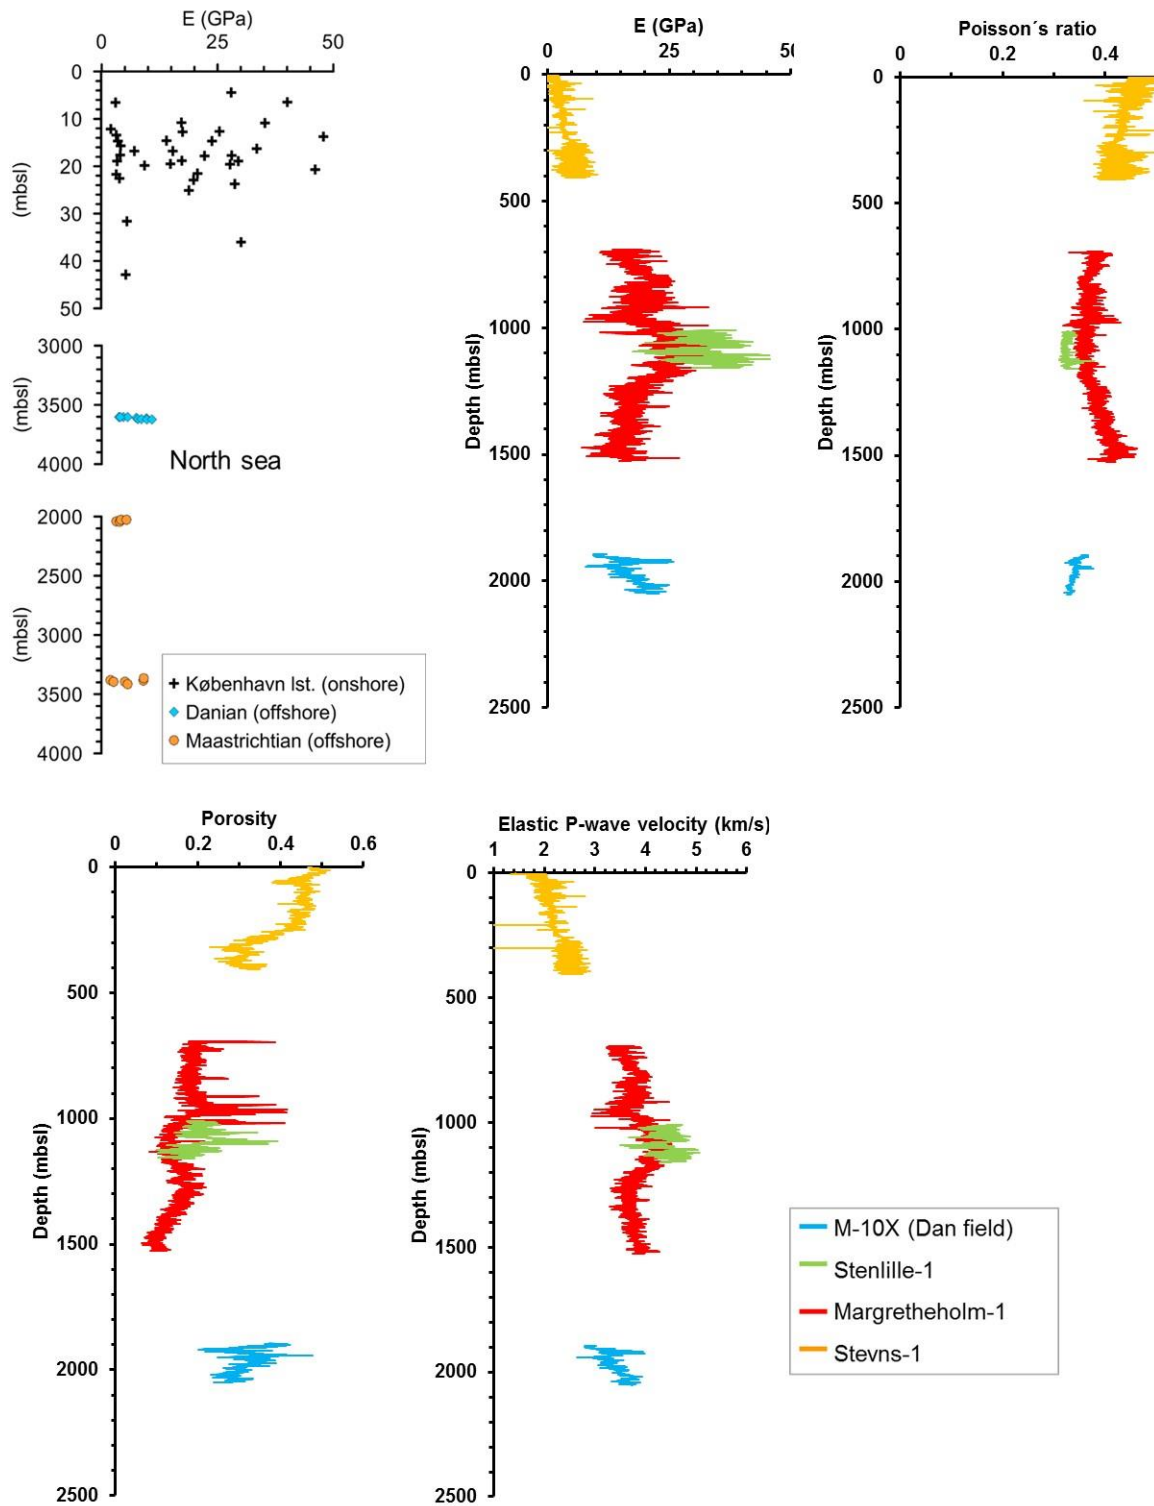 E (GPa)
0 25 50
0
10
20
30
40
50
(mbsl)
3000
3500
4000
(mbsl)
North sea
2000
2500
3000
3500
4000
(mbsl)
København lst. (onshore)
Danian (offshore)
Maastrichtian (offshore)
E (GPa)
0 25 50
0
500
1000
1500
2000
2500
Depth (mbsl)
Poisson´s ratio
0 0.4
0
500
1000
1500
2000
2500
Depth (mbsl)
Porosity
0 0.2 0.4 0.6
0
500
1000
1500
2000
2500
Depth (mbsl)
Elastic P-wave velocity (km/s)
1 2 3 4 5 6
0
500
1000
1500
2000
2500
Depth (mbsl)
M-10X (Dan field)
Stenlille-1
Margretheholm-1
Stevns-1